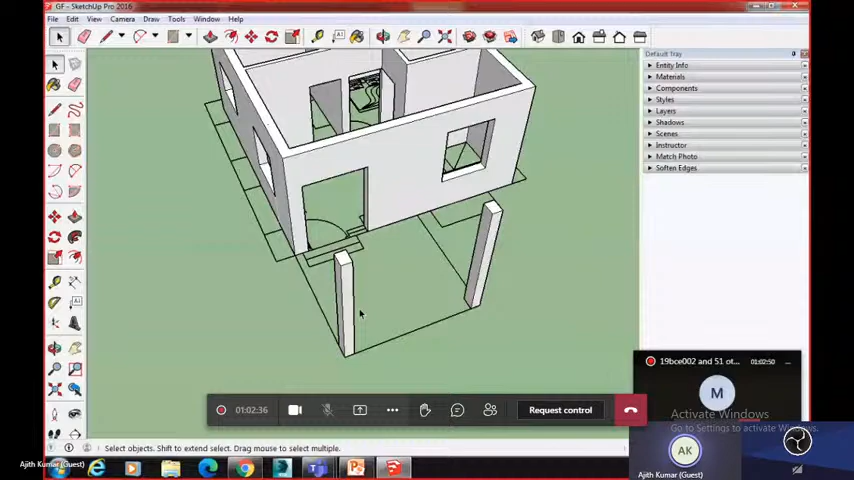 GF - SketchUp Pro 2016
File Edit View Camera Draw Tools Window Help
Default Tray
Entity Info
Materials
Components
Styles
Layers
Shadows
Scenes
Instructor
Match Photo
Soften Edges
19bce002 and 51 ot...
01:02:50
M
01:02:36
Request control
Activate Windows
Go to Settings to activate Windows.
AK
Select objects. Shift to extend select. Drag mouse to select multiple.
Ajith Kumar (Guest)
Ajith Kumar (Guest)